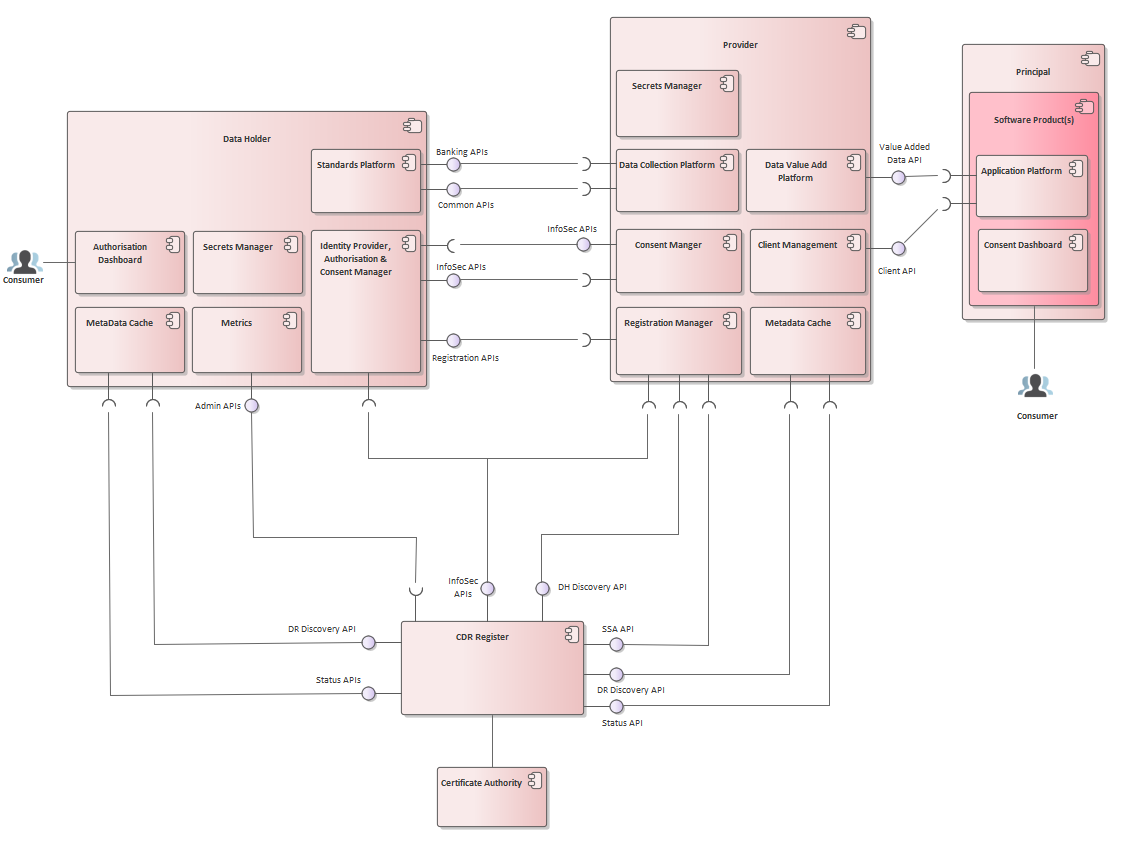 Provider
Secrets Manager
Data Collection Platform
Data Value Add
Platform
Consent Manger
Client Management
Registration Manager
Metadata Cache
Principal
Software Product(s)
Application Platform
Consent Dashboard
Consumer
Value Added
Data API
Client API
Data Holder
Standards Platform
Authorisation
Dashboard
Secrets Manager
Identity Provider,
Authorisation &
Consent Manager
MetaData Cache
Metrics
Consumer
Banking APIs
Common APIs
InfoSec APIs
InfoSec APIs
Registration APIs
Admin APIs
InfoSec
APIs
DH Discovery API
DR Discovery API
Status APIs
CDR Register
SSA API
DR Discovery API
Status API
Certificate Authority